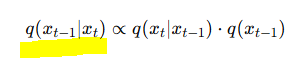 q(x_{t−1}|x_t) ∝ q(x_t|x_{t−1}) · q(x_{t−1})